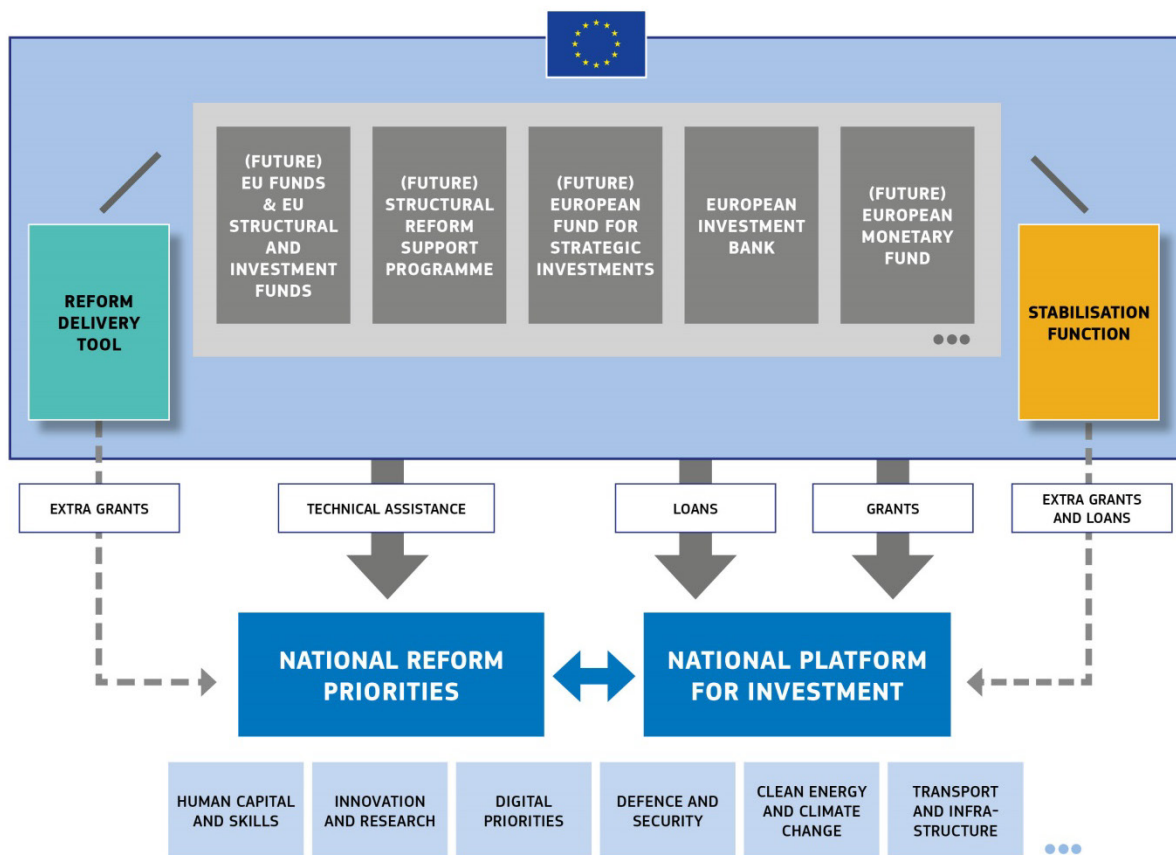 (FUTURE)
EU FUNDS
& EU
STRUCTURAL
AND
INVESTMENT
FUNDS
(FUTURE)
STRUCTURAL
REFORM
SUPPORT
PROGRAMME
(FUTURE)
EUROPEAN
FUND FOR
STRATEGIC
INVESTMENTS
EUROPEAN
INVESTMENT
BANK
(FUTURE)
EUROPEAN
MONETARY
FUND
REFORM
DELIVERY
TOOL
STABILISATION
FUNCTION
EXTRA GRANTS
TECHNICAL ASSISTANCE
LOANS
GRANTS
EXTRA GRANTS
AND LOANS
NATIONAL REFORM
PRIORITIES
NATIONAL PLATFORM
FOR INVESTMENT
HUMAN CAPITAL
AND SKILLS
INNOVATION
AND RESEARCH
DIGITAL
PRIORITIES
DEFENCE AND
SECURITY
CLEAN ENERGY
AND CLIMATE
CHANGE
TRANSPORT
AND INFRA-
STRUCTURE